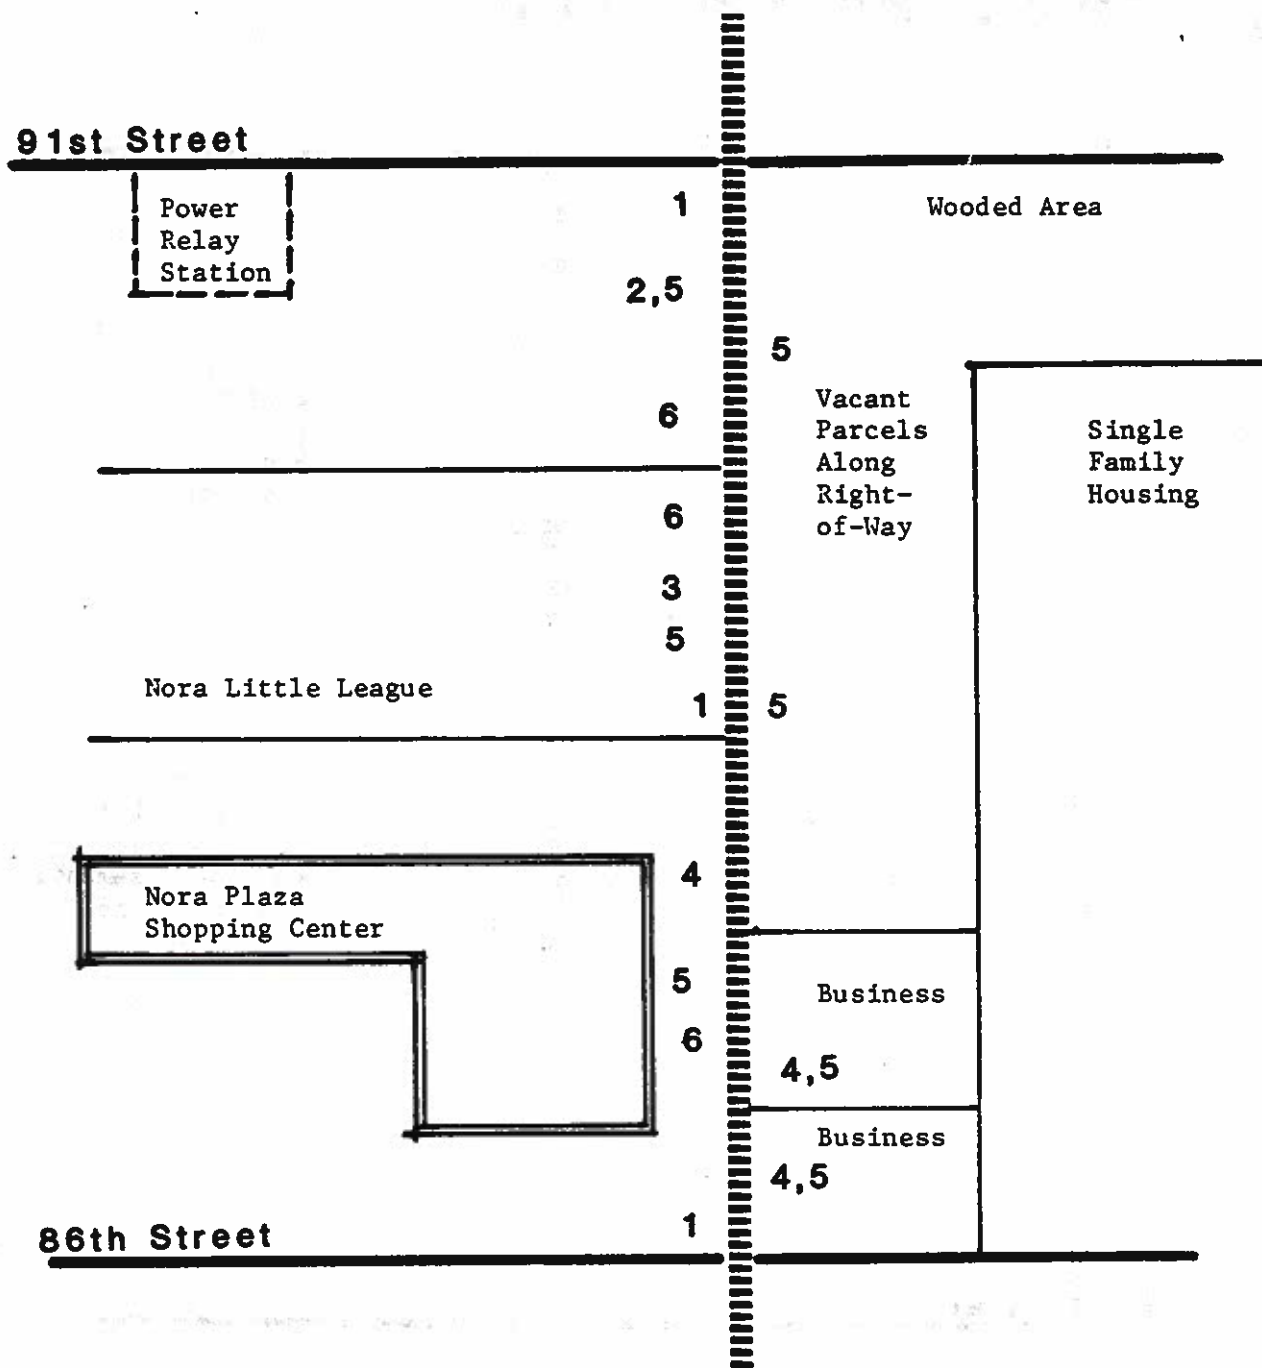 91st Street
Power
Relay
Station
1
Wooded Area
2,5
5
6
Vacant
Parcels
Along
Right-
of-Way
Single
Family
Housing
6
3
5
Nora Little League
1
5
4
Nora Plaza
Shopping Center
5
6
Business
4,5
Business
4,5
1
86th Street